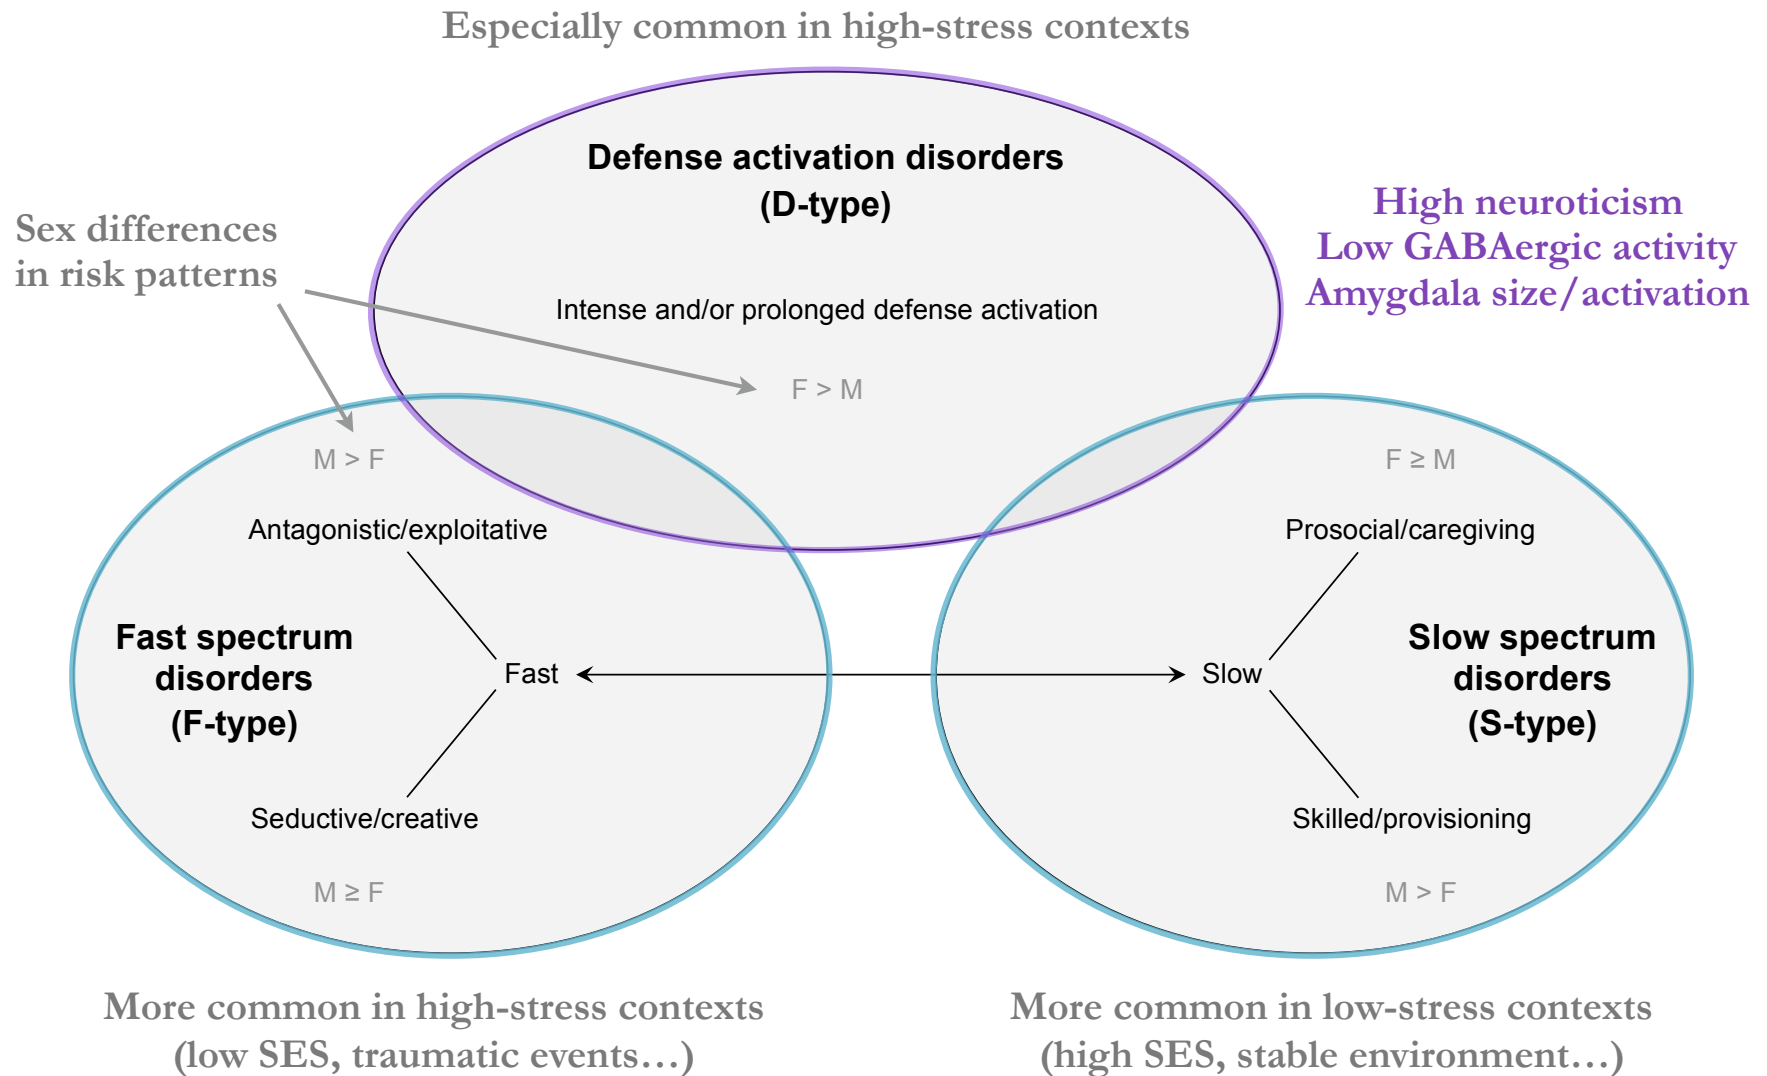 Especially common in high-stress contexts
Defense activation disorders
(D-type)
High neuroticism
Low GABAergic activity
Amygdala size/activation
Sex differences
in risk patterns
Intense and/or prolonged defense activation
F > M
M > F
F ≥ M
Antagonistic/exploitative
Prosocial/caregiving
Fast spectrum
disorders
(F-type)
Fast
Slow
Slow spectrum
disorders
(S-type)
Seductive/creative
Skilled/provisioning
M ≥ F
M > F
More common in high-stress contexts
(low SES, traumatic events…)
More common in low-stress contexts
(high SES, stable environment…)